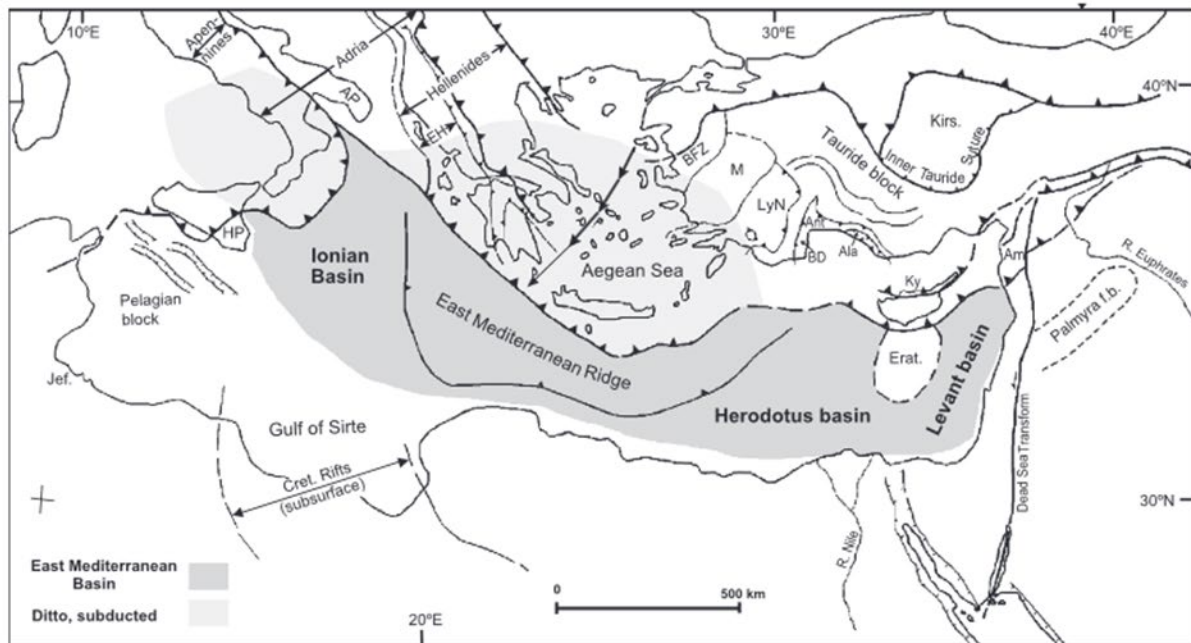 10ºE
30ºE
40ºE
40ºN
Apen-
nines
Adria
AP
Hellenides
EH
BFZ
M
LyN
Tauride block
Kirs.
Inner Tauride
Suture
Ant
BD
Ala
Ky
Am
R. Euphrates
Palmyra f.b.
HP
Ionian
Basin
Aegean Sea
Pelagian
block
East Mediterranean Ridge
Erat.
Levant basin
Jef.
Herodotus basin
Gulf of Sirte
Dead Sea Transform
Cret. Rifts
(subsurface)
30ºN
R. Nile
East Mediterranean
Basin
Ditto, subducted
0
500 km
20ºE